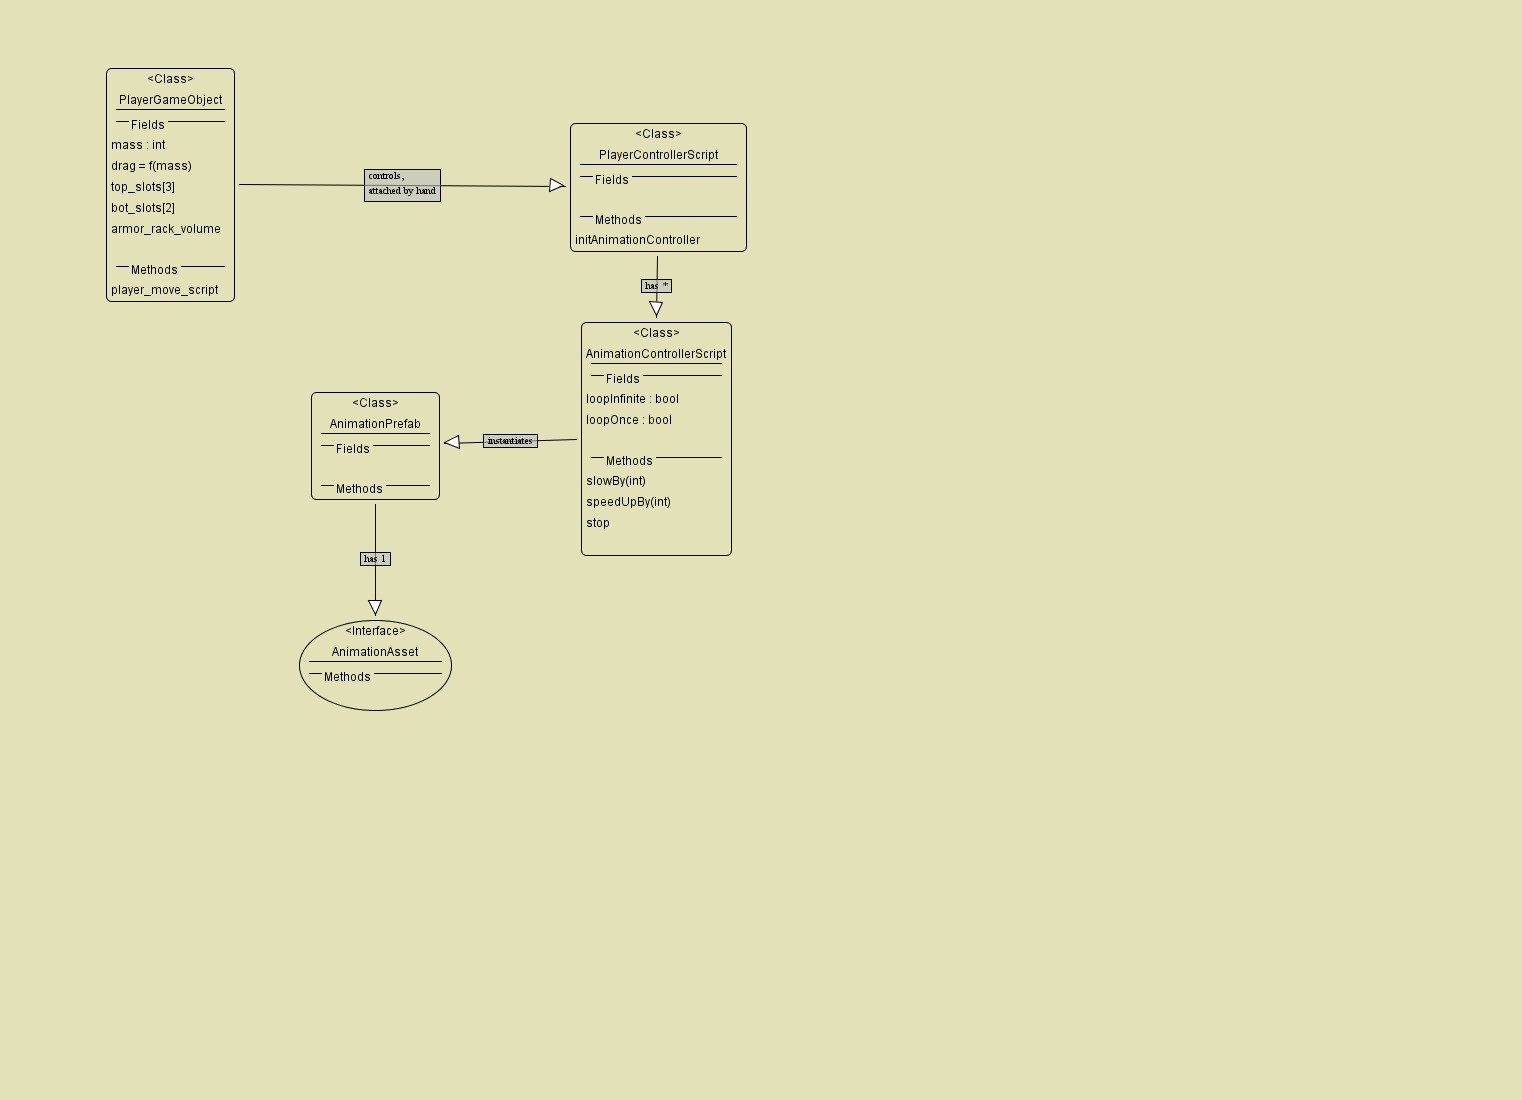 <Class>
PlayerGameObject
Fields
mass : int
drag = f(mass)
top_slots[3]
bot_slots[2]
armor_rack_volume
Methods
player_move_script
controls,
attached by hand
<Class>
PlayerControllerScript
Fields
Methods
initAnimationController
has *
<Class>
AnimationControllerScript
Fields
loopInfinite : bool
loopOnce : bool
Methods
slowBy(int)
speedUpBy(int)
stop
instantiates
<Class>
AnimationPrefab
Fields
Methods
has 1
<Interface>
AnimationAsset
Methods